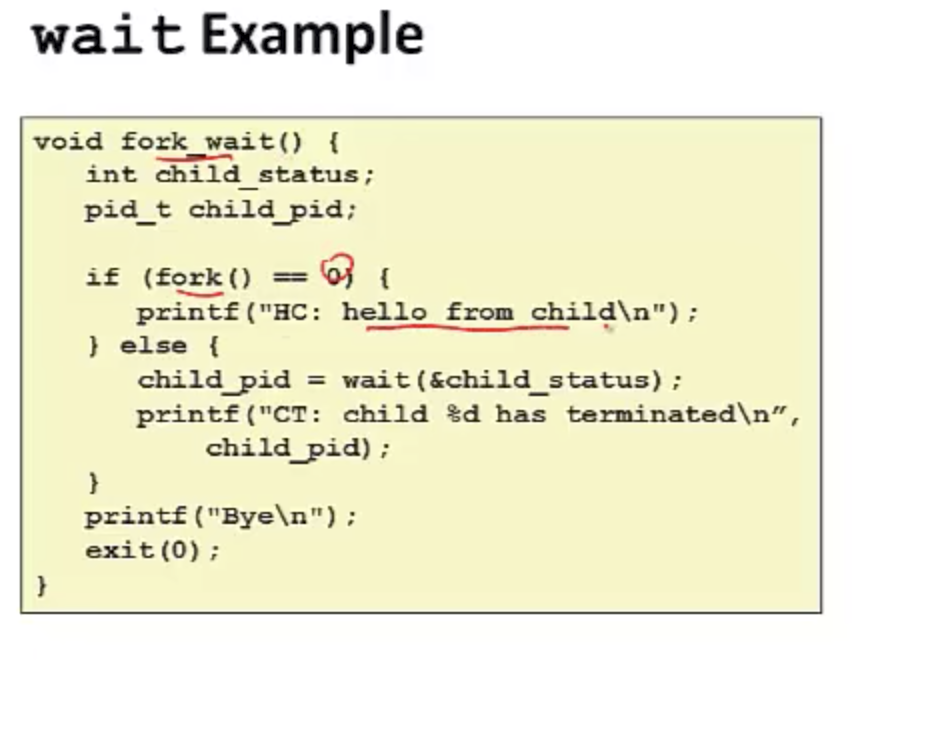 wait Example
void fork_wait() {
int child_status;
pid_t child_pid;
if (fork() == 0) {
printf("HC: hello from child\n");
} else {
child_pid = wait(&child_status);
printf("CT: child %d has terminated\n”,
child_pid);
}
printf("Bye\n");
exit(0);
}